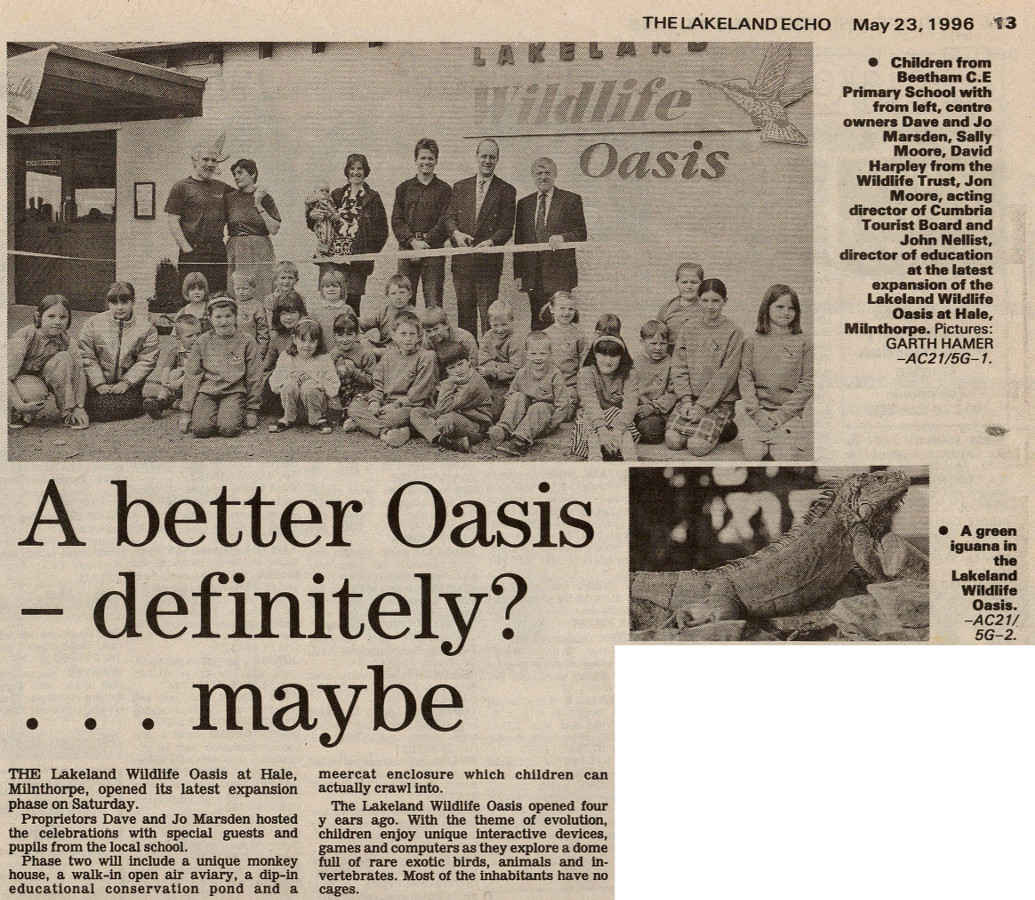 THE LAKELAND ECHO May 23, 1996 13
LAKELAND
Wildlife
Oasis
● Children from
Beetham C.E
Primary School with
from left, centre
owners Dave and Jo
Marsden, Sally
Moore, David
Harpley from the
Wildlife Trust, Jon
Moore, acting
director of Cumbria
Tourist Board and
John Nellist,
director of education
at the latest
expansion of the
Lakeland Wildlife
Oasis at Hale,
Milnthorpe. Pictures:
GARTH HAMER
–AC21/5G–1.
A better Oasis
– definitely?
. . . maybe
● A green
iguana in
the
Lakeland
Wildlife
Oasis.
–AC21/
5G–2.
THE Lakeland Wildlife Oasis at Hale,
Milnthorpe, opened its latest expansion
phase on Saturday.
Proprietors Dave and Jo Marsden hosted
the celebrations with special guests and
pupils from the local school.
Phase two will include a unique monkey
house, a walk-in open air aviary, a dip-in
educational conservation pond and a
meercat enclosure which children can
actually crawl into.
The Lakeland Wildlife Oasis opened four
y ears ago. With the theme of evolution,
children enjoy unique interactive devices,
games and computers as they explore a dome
full of rare exotic birds, animals and in-
vertebrates. Most of the inhabitants have no
cages.